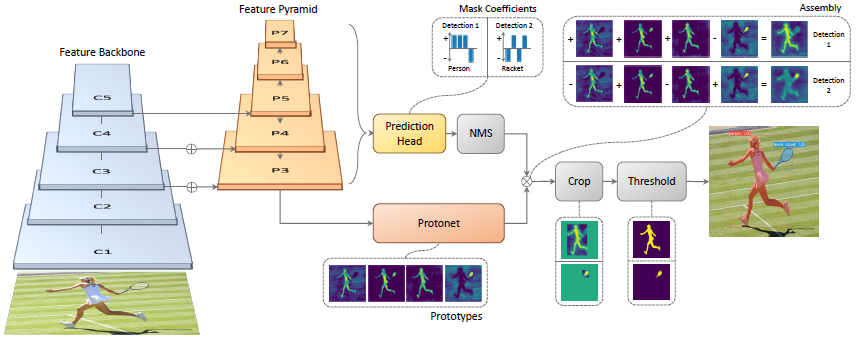 Feature Backbone
C5
C4
C3
C2
C1
Feature Pyramid
P7
P6
P5
P4
P3
Mask Coefficients
Detection 1
Detection 2
+
-
+
-
Person
Racket
Prediction
Head
NMS
Protonet
Prototypes
Assembly
+ + + - =
Detection
1
- + - + =
Detection
2
Crop
Threshold